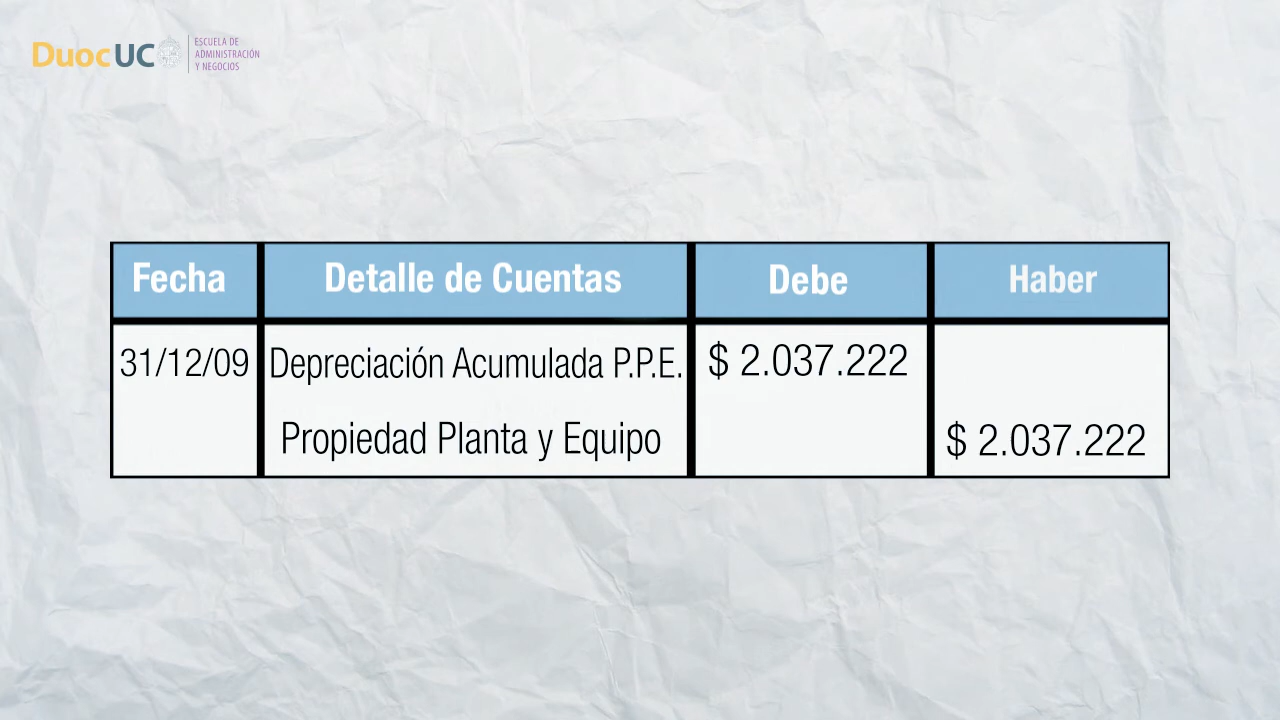 DuocUC
ESCUELA DE
ADMINISTRACIÓN
Y NEGOCIOS
Fecha Detalle de Cuentas Debe Haber
31/12/09 Depreciación Acumulada P.P.E. $ 2.037.222
Propiedad Planta y Equipo $ 2.037.222